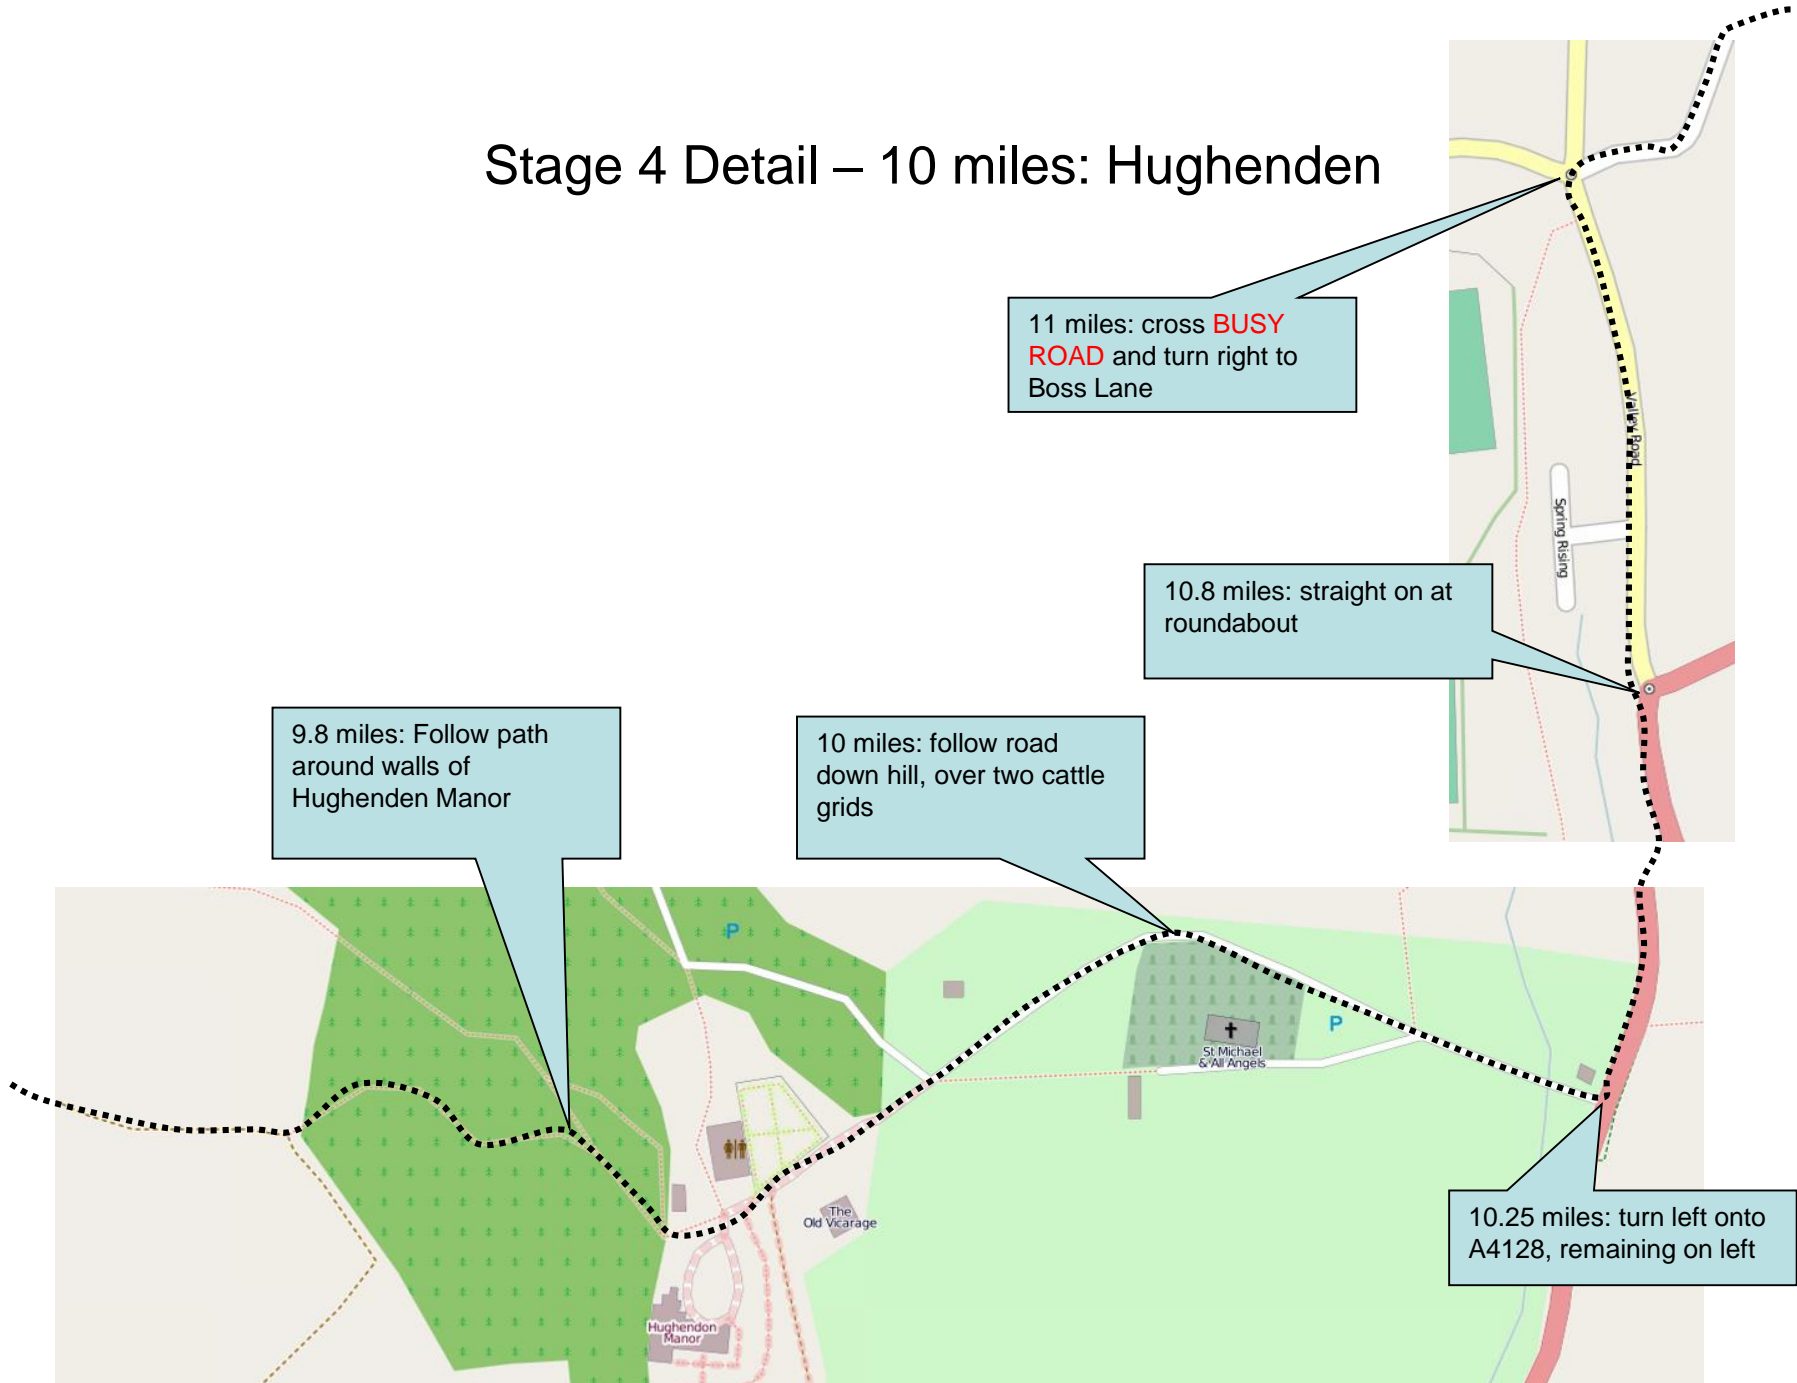 Stage 4 Detail – 10 miles: Hughenden
11 miles: cross BUSY
ROAD and turn right to
Boss Lane
Valley Road
Spring Rising
10.8 miles: straight on at
roundabout
9.8 miles: Follow path
around walls of
Hughenden Manor
10 miles: follow road
down hill, over two cattle
grids
P
P
St Michael
& All Angels
The
Old Vicarage
10.25 miles: turn left onto
A4128, remaining on left
Hughendon
Manor